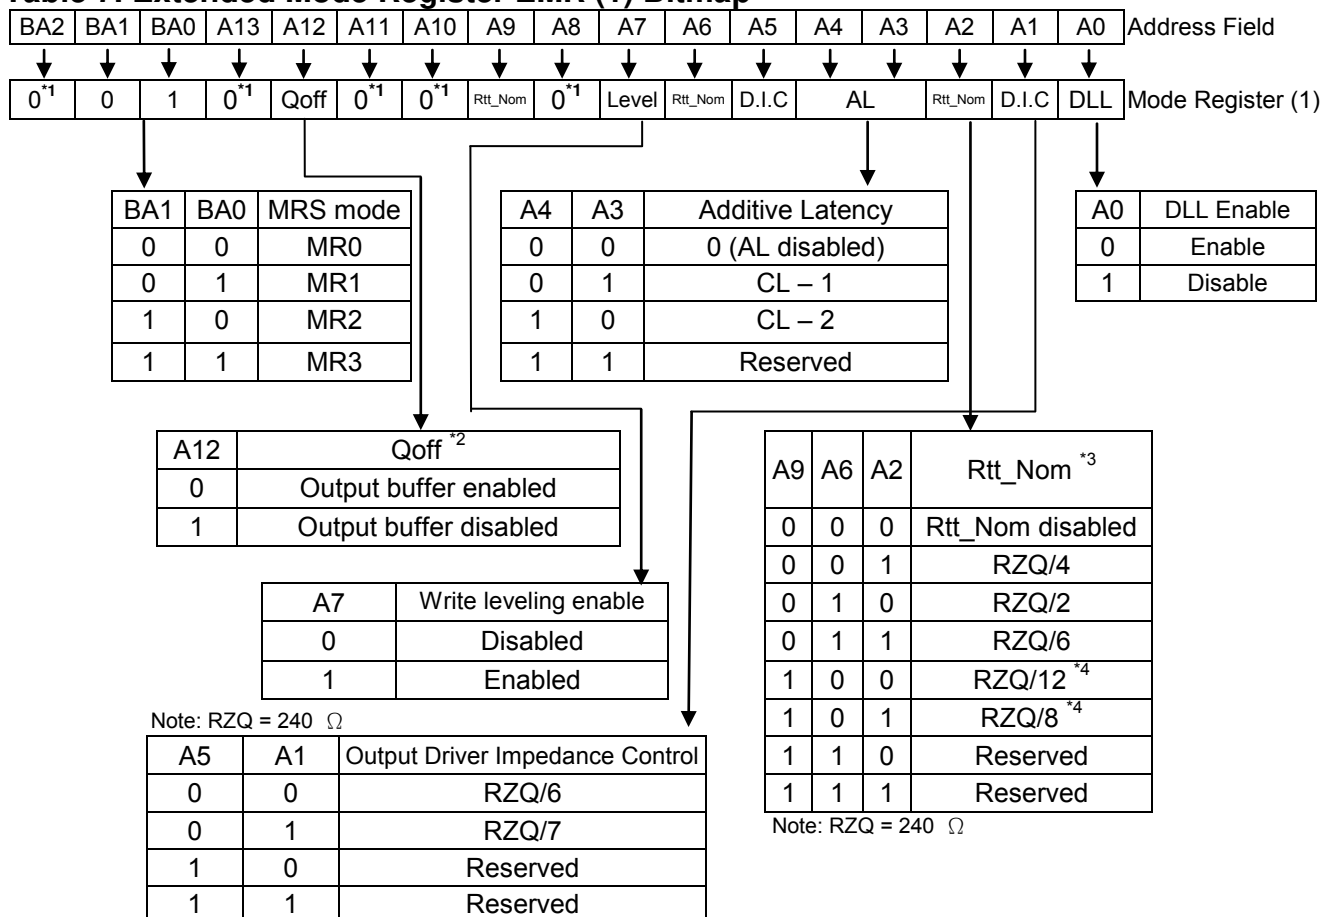 Table 7. Extended Mode Register EMR (1) Bitmap
BA2 BA1 BA0 A13 A12 A11 A10 A9 A8 A7 A6 A5 A4 A3 A2 A1 A0 Address Field
0*1 0 1 0*1 Qoff 0*1 0*1 Rtt_Nom 0*1 Level Rtt_Nom D.I.C AL Rtt_Nom D.I.C DLL Mode Register (1)
BA1 BA0 MRS mode
0 0 MR0
0 1 MR1
1 0 MR2
1 1 MR3
A4 A3 Additive Latency
0 0 0 (AL disabled)
0 1 CL – 1
1 0 CL – 2
1 1 Reserved
A0 DLL Enable
0 Enable
1 Disable
A12 Qoff *2
0 Output buffer enabled
1 Output buffer disabled
A7 Write leveling enable
0 Disabled
1 Enabled
Note: RZQ = 240 Ω
A5 A1 Output Driver Impedance Control
0 0 RZQ/6
0 1 RZQ/7
1 0 Reserved
1 1 Reserved
A9 A6 A2 Rtt_Nom *3
0 0 0 Rtt_Nom disabled
0 0 1 RZQ/4
0 1 0 RZQ/2
0 1 1 RZQ/6
1 0 0 RZQ/12 *4
1 0 1 RZQ/8 *4
1 1 0 Reserved
1 1 1 Reserved
Note: RZQ = 240 Ω